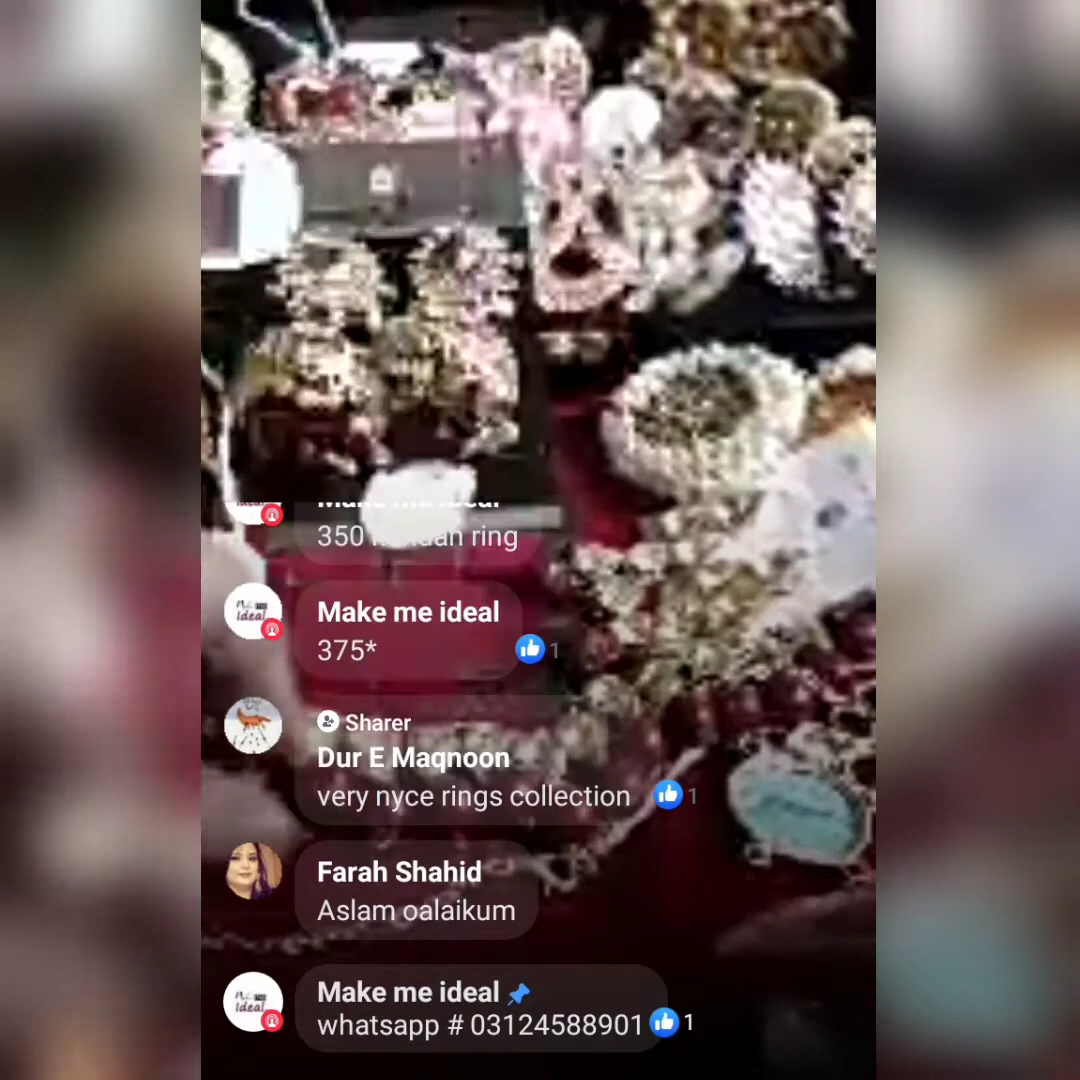 350 ring
Make me ideal
375*
1
Sharer
Dur E Maqnoon
very nyce rings collection
1
Farah Shahid
Aslam oalaikum
Make me ideal
whatsapp # 03124588901
1